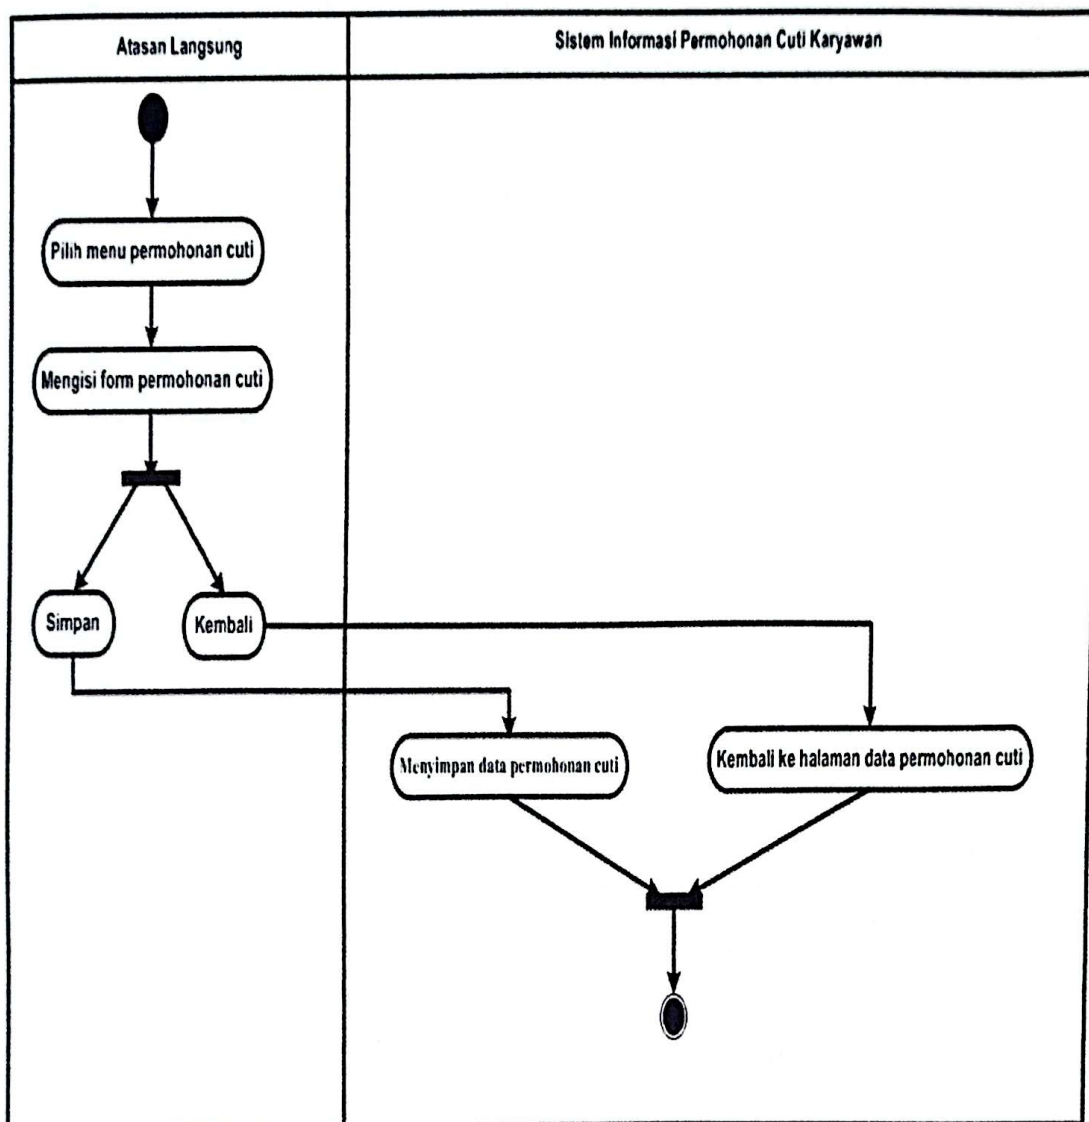 Atasan Langsung
Sistem Informasi Permohonan Cuti Karyawan
Pilih menu permohonan cuti
Mengisi form permohonan cuti
Simpan
Kembali
Menyimpan data permohonan cuti
Kembali ke halaman data permohonan cuti